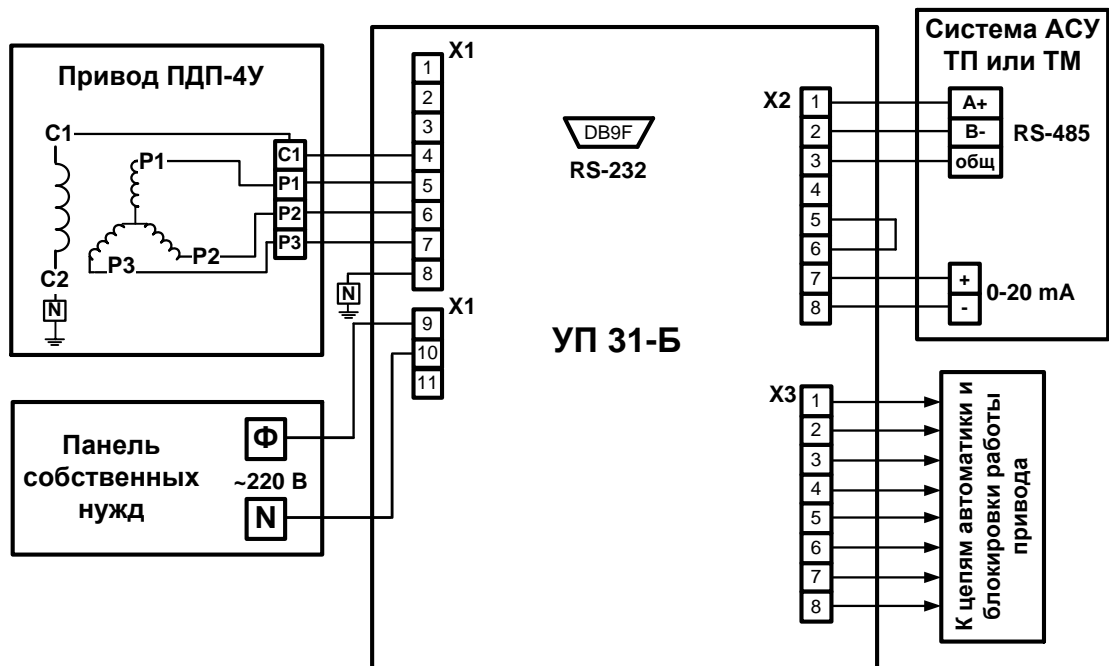 Привод ПДП-4У
C1
C2
N
P1
P2
P3
C1
P1
P2
P3
Панель
собственных
нужд
Ф
~220 В
N
X1
1
2
3
4
5
6
7
8
N
X1
9
10
11
DB9F
RS-232
УП 31-Б
X2
1
2
3
4
5
6
7
8
X3
1
2
3
4
5
6
7
8
Система АСУ
ТП или ТМ
A+
B-
общ
RS-485
+
-
0-20 mA
К цепям автоматики и
блокировки работы
привода